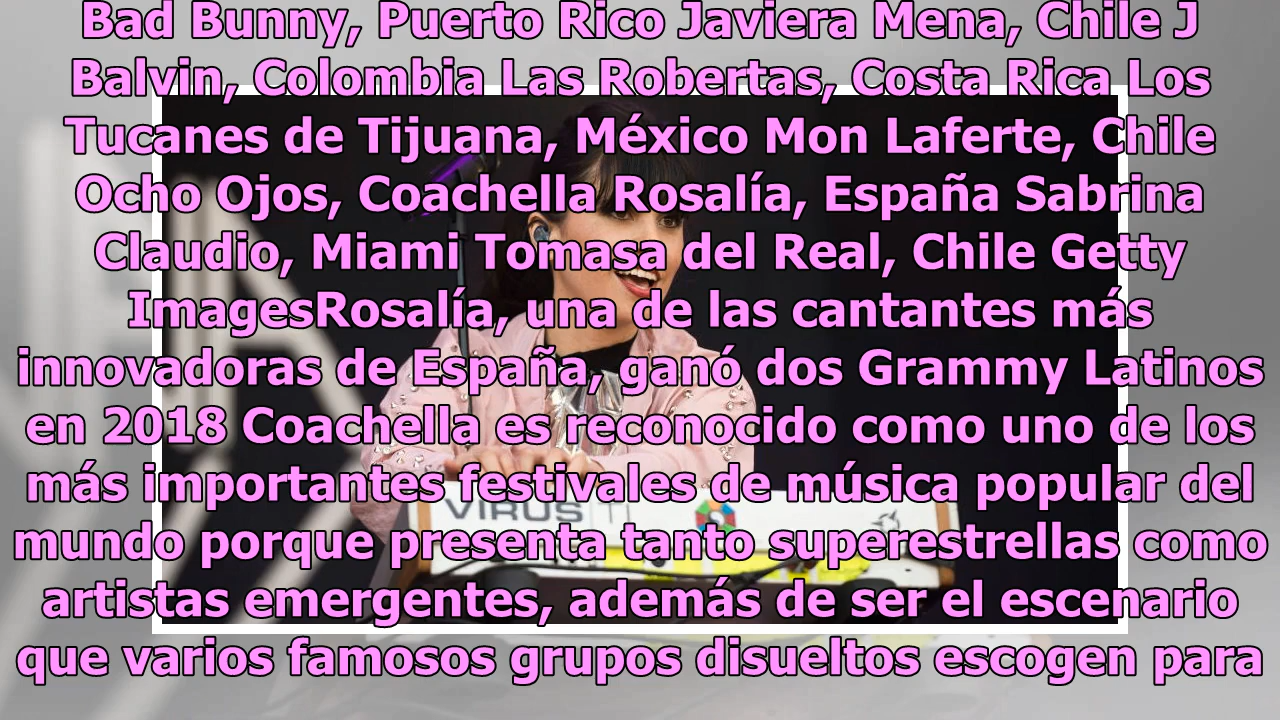 Bad Bunny, Puerto Rico Javiera Mena, Chile J
Balvin, Colombia Las Robertas, Costa Rica Los
Tucanes de Tijuana, México Mon Laferte, Chile
Ocho Ojos, Coachella Rosalía, España Sabrina
Claudio, Miami Tomasa del Real, Chile Getty
ImagesRosalía, una de las cantantes más
innovadoras de España, ganó dos Grammy Latinos
en 2018 Coachella es reconocido como uno de los
más importantes festivales de música popular del
VIRUS TI
mundo porque presenta tanto superestrellas como
artistas emergentes, además de ser el escenario
que varios famosos grupos disueltos escogen para